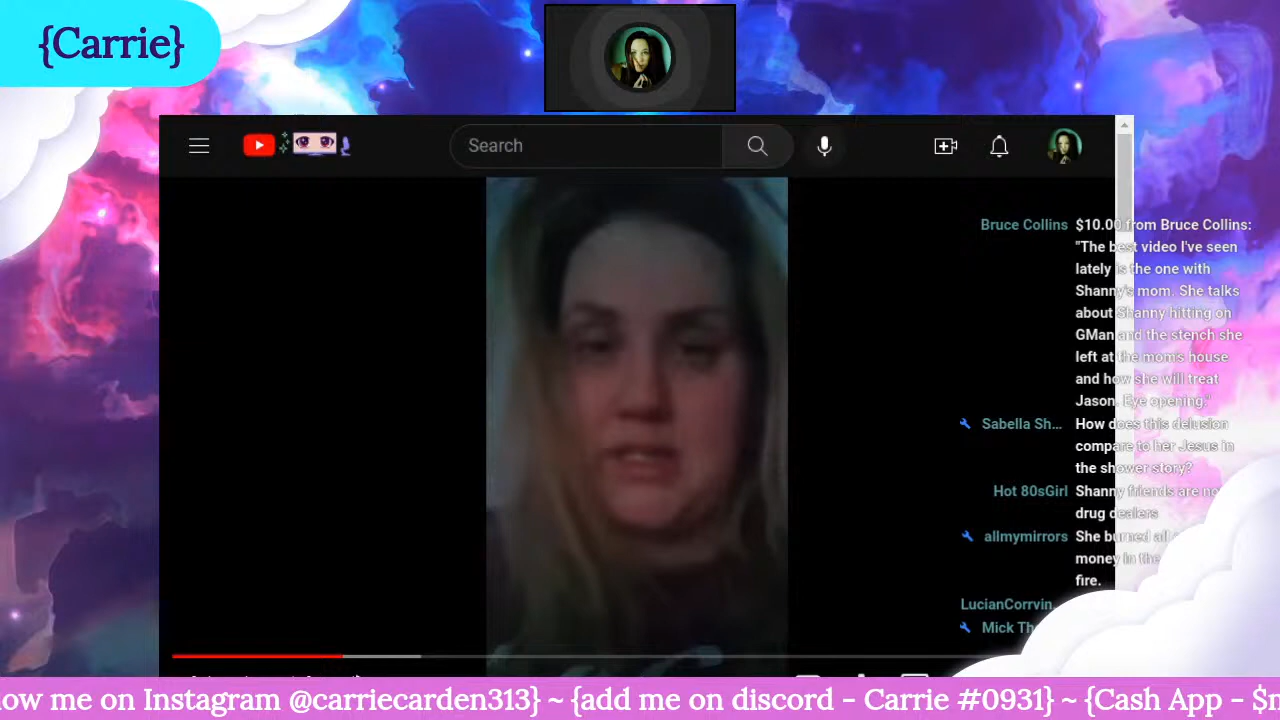 {Carrie}
Search
Bruce Collins $10.00 from Bruce Collins:
"The best video I've seen
lately is the one with
Shanny's mom. She talks
about Shanny hitting on
GMan and the stench she
left at the moms house
and how she will treat
Jason. Eye opening."
Sabella Sh... How does this delusion
compare to her Jesus in
the shower story?
Hot 80sGirl Shanny friends are
drug dealers
allmymirrors She burned all
money in the
fire.
LucianCorrvin
Mick
low me on Instagram @carriecarden313} ~ {add me on discord - Carrie #0931} ~ {Cash App - $